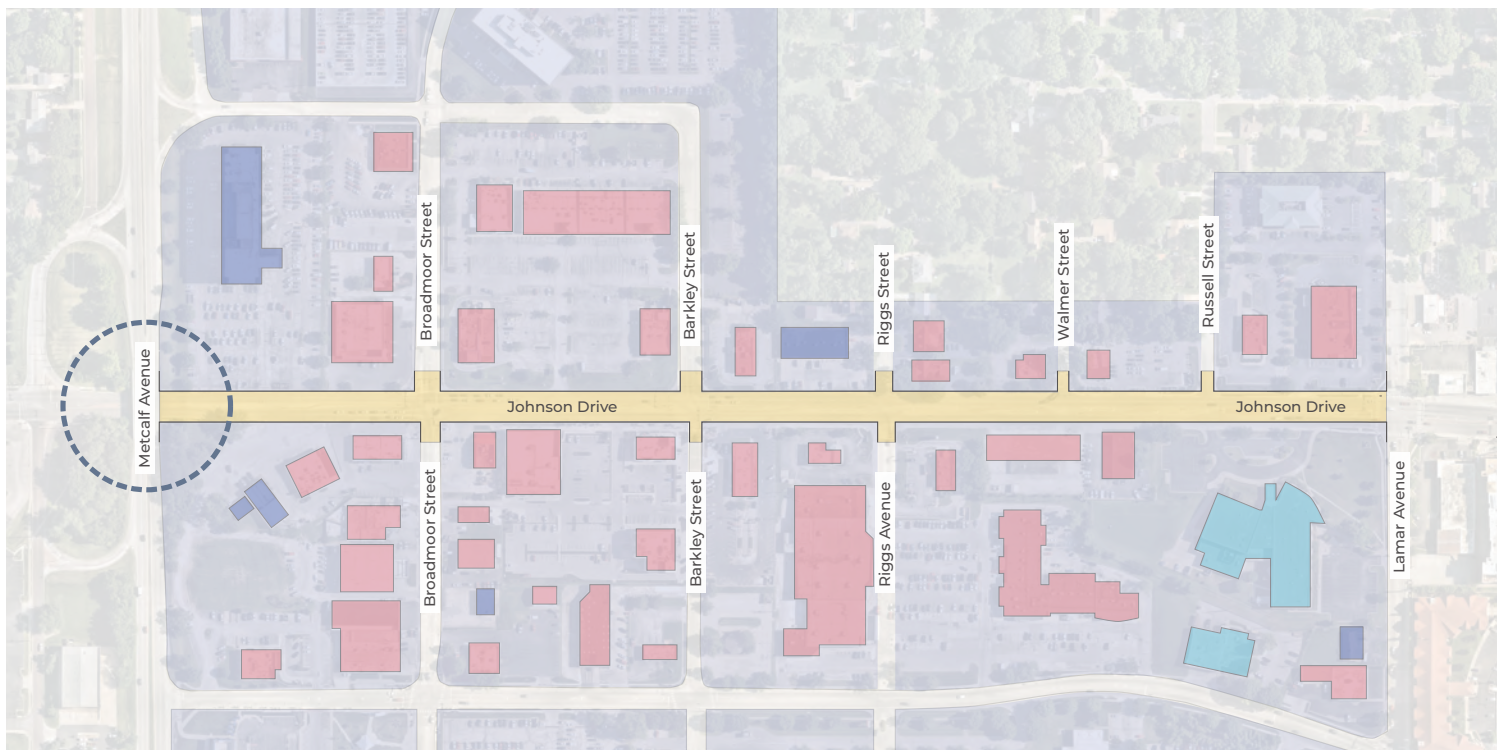 Broadmoor Street
Barkley Street
Riggs Street
Walmer Street
Russell Street
Metcalf Avenue
Johnson Drive
Johnson Drive
Broadmoor Street
Barkley Street
Riggs Avenue
Lamar Avenue